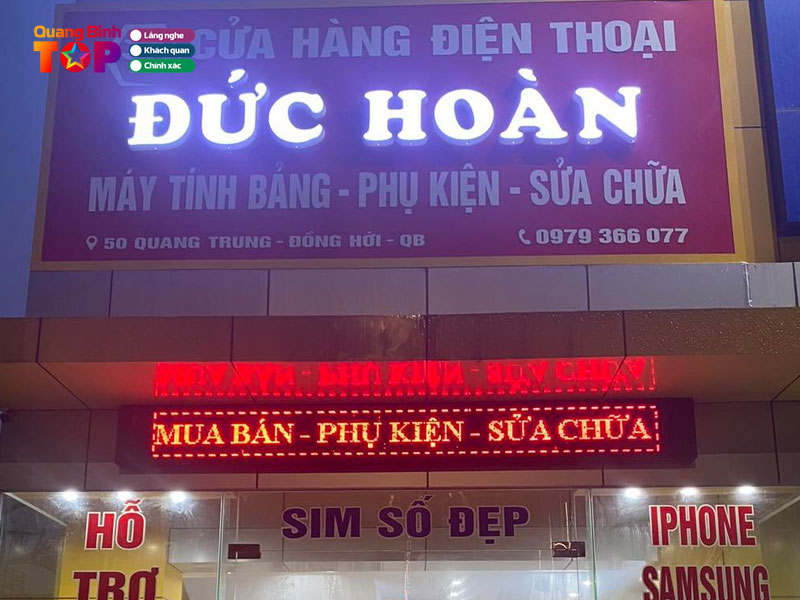 Quang Bình
TOP
Lắng nghe
Khách quan
Chính xác
CỬA HÀNG ĐIỆN THOẠI
ĐỨC HOÀN
MÁY TÍNH BẢNG - PHỤ KIỆN - SỬA CHỮA
50 QUANG TRUNG - ĐỒNG HỚI - QB
0979 366 077
MUA BÁN - PHỤ KIỆN - SỬA CHỮA
HỖ
TRỢ
SIM SỐ ĐẸP
IPHONE
SAMSUNG